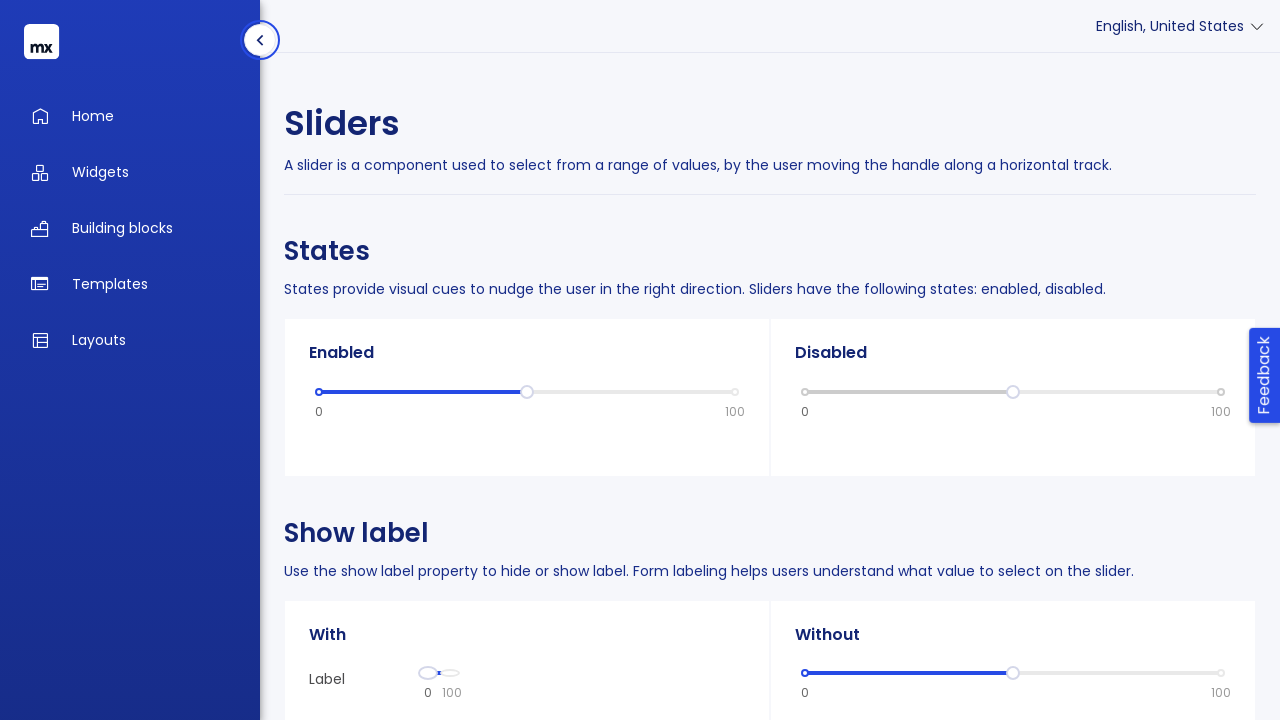 mx
English, United States
Home
Widgets
Building blocks
Templates
Layouts
Sliders
A slider is a component used to select from a range of values, by the user moving the handle along a horizontal track.
States
States provide visual cues to nudge the user in the right direction. Sliders have the following states: enabled, disabled.
Enabled
0 100
Disabled
0 100
Feedback
Show label
Use the show label property to hide or show label. Form labeling helps users understand what value to select on the slider.
With
Label
0 100
Without
0 100